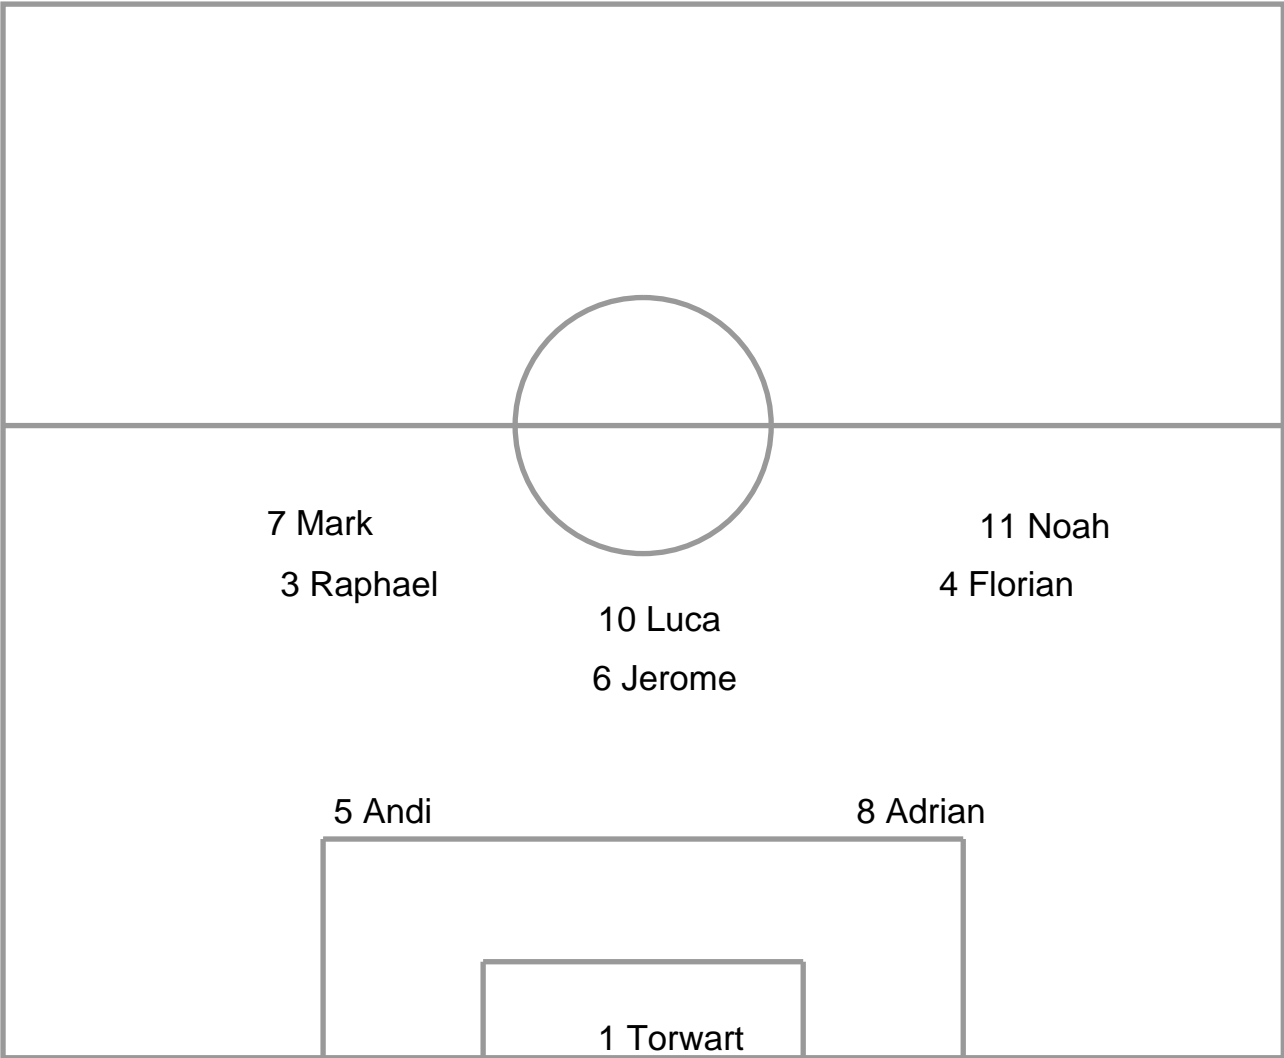 7 Mark
11 Noah
3 Raphael
4 Florian
10 Luca
6 Jerome
5 Andi
8 Adrian
1 Torwart